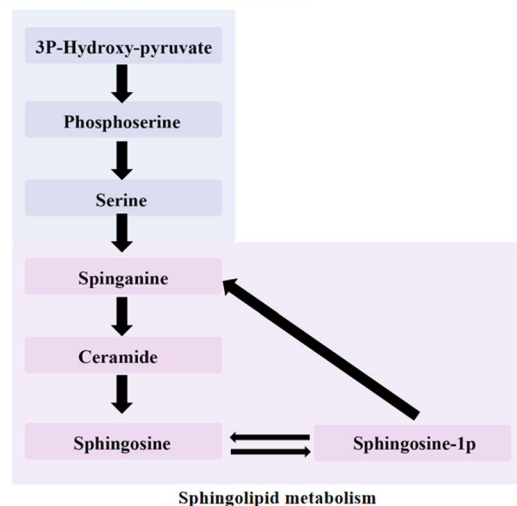 3P-Hydroxy-pyruvate
Phosphoserine
Serine
Spinganine
Ceramide
Sphingosine
Sphingosine-1p
Sphingolipid metabolism